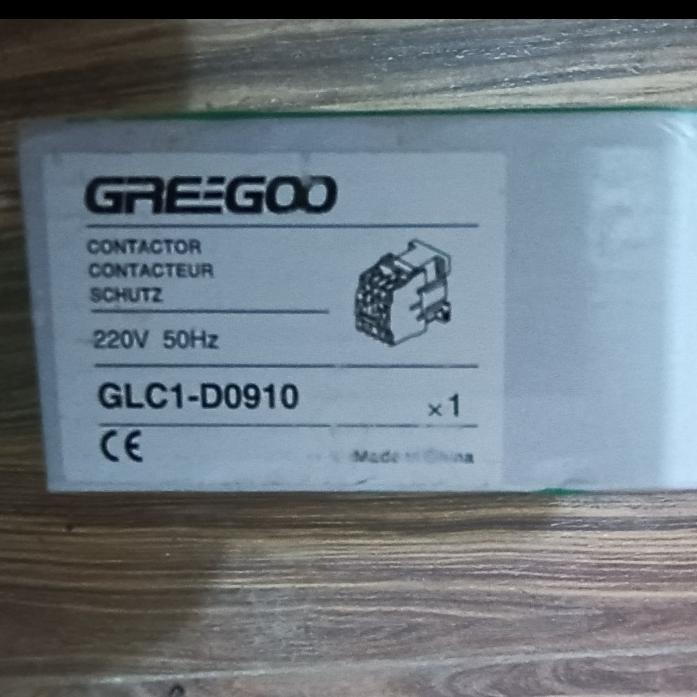 GREEGOO
CONTACTOR
CONTACTEUR
SCHUTZ
220V 50Hz
GLC1-D0910
×1
CE
Made in China